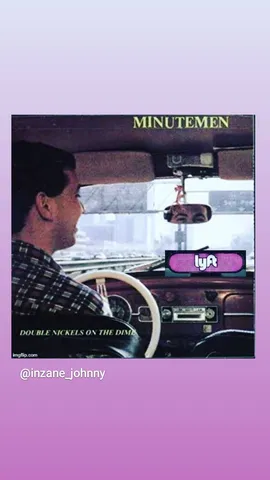 MINUTEMEN
lyft
DOUBLE NICKELS ON THE DIME
imgflip.com
@inzane_johnny